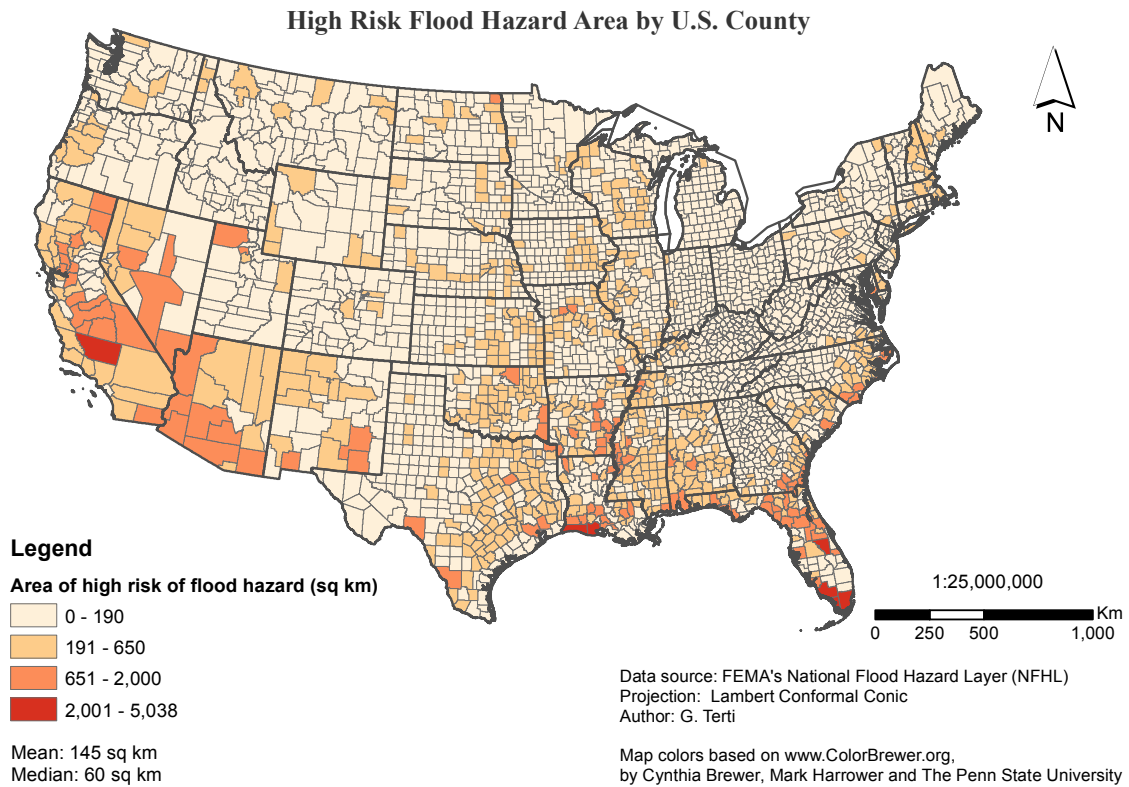 High Risk Flood Hazard Area by U.S. County
N
Legend
Area of high risk of flood hazard (sq km)
0 - 190
191 - 650
651 - 2,000
2,001 - 5,038
Mean: 145 sq km
Median: 60 sq km
1:25,000,000
Km
0 250 500 1,000
Data source: FEMA's National Flood Hazard Layer (NFHL)
Projection: Lambert Conformal Conic
Author: G. Terti
Map colors based on www.ColorBrewer.org,
by Cynthia Brewer, Mark Harrower and The Penn State University